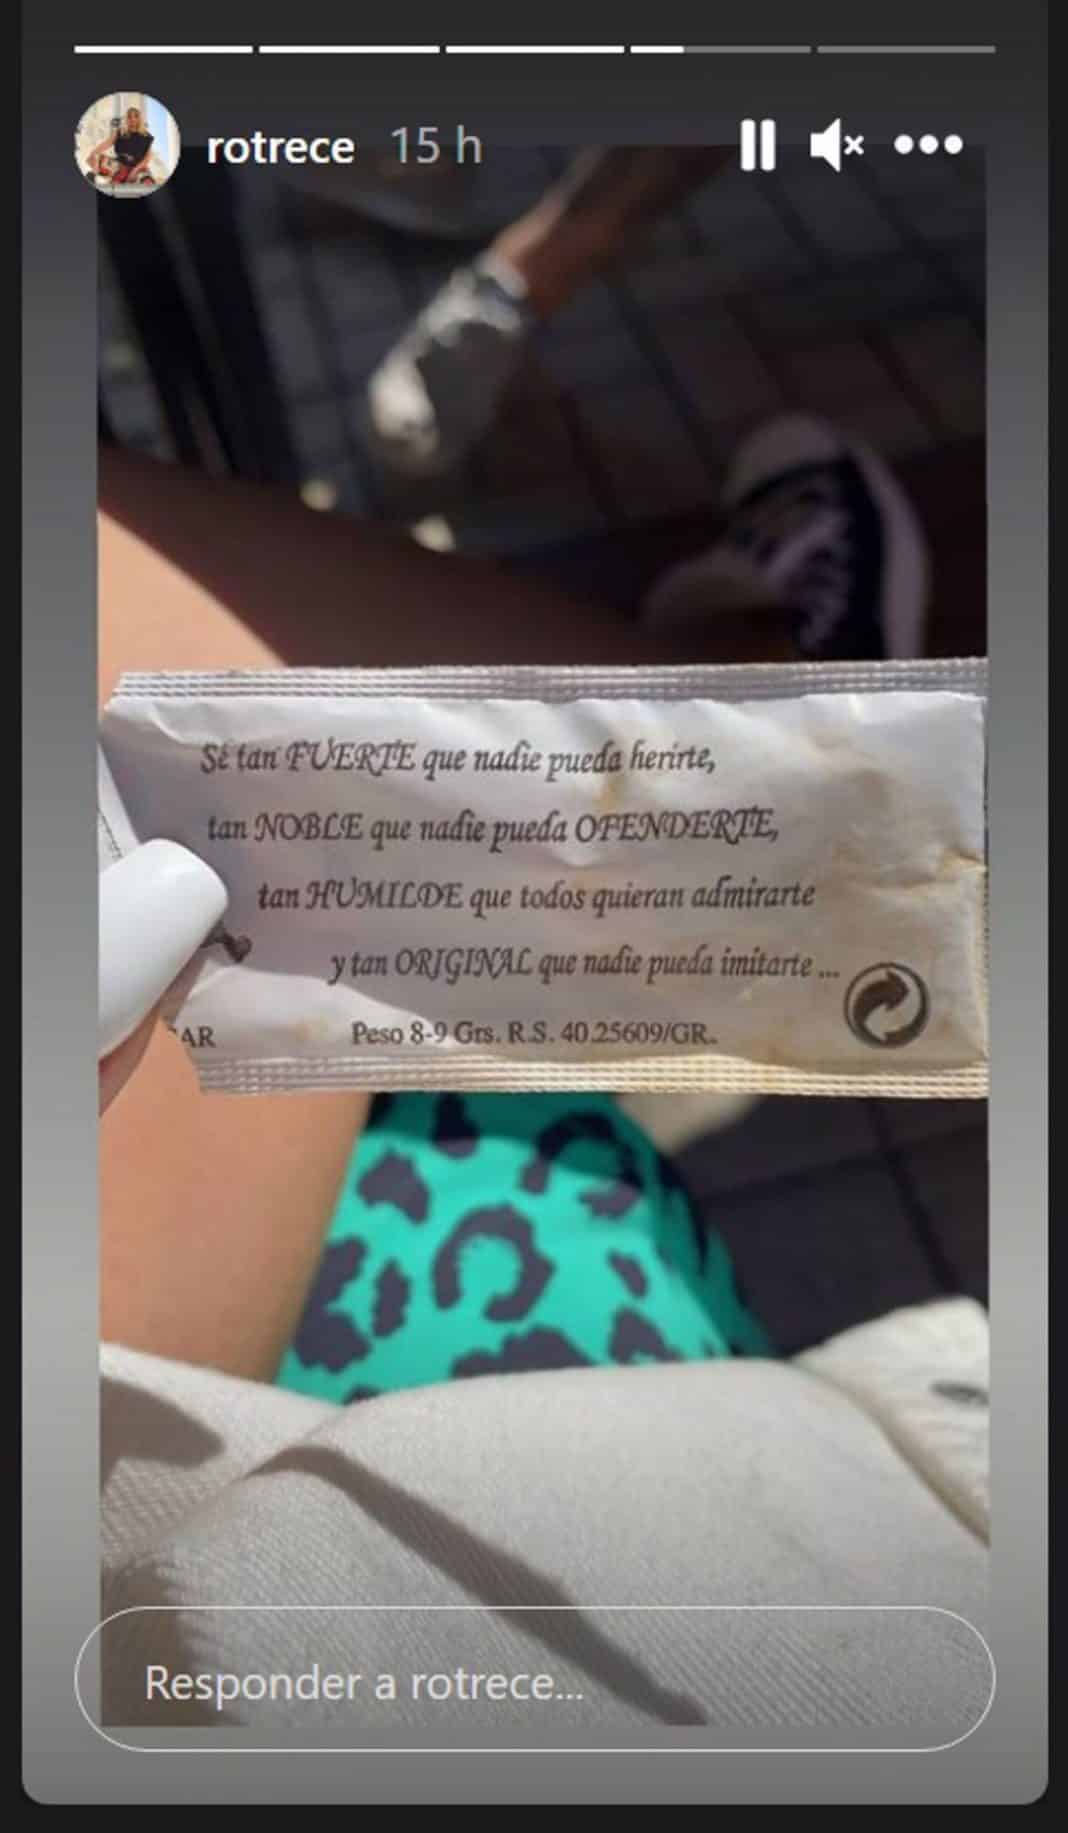 rotrece 15 h
Sé tan FUERTE que nadie pueda herirte,
tan NOBLE que nadie pueda OFENDERTE,
tan HUMILDE que todos quieran admirarte
y tan ORIGINAL que nadie pueda imitarte ...
AR Peso 8-9 Grs. R.S. 40.25609/GR.
Responder a rotrece...